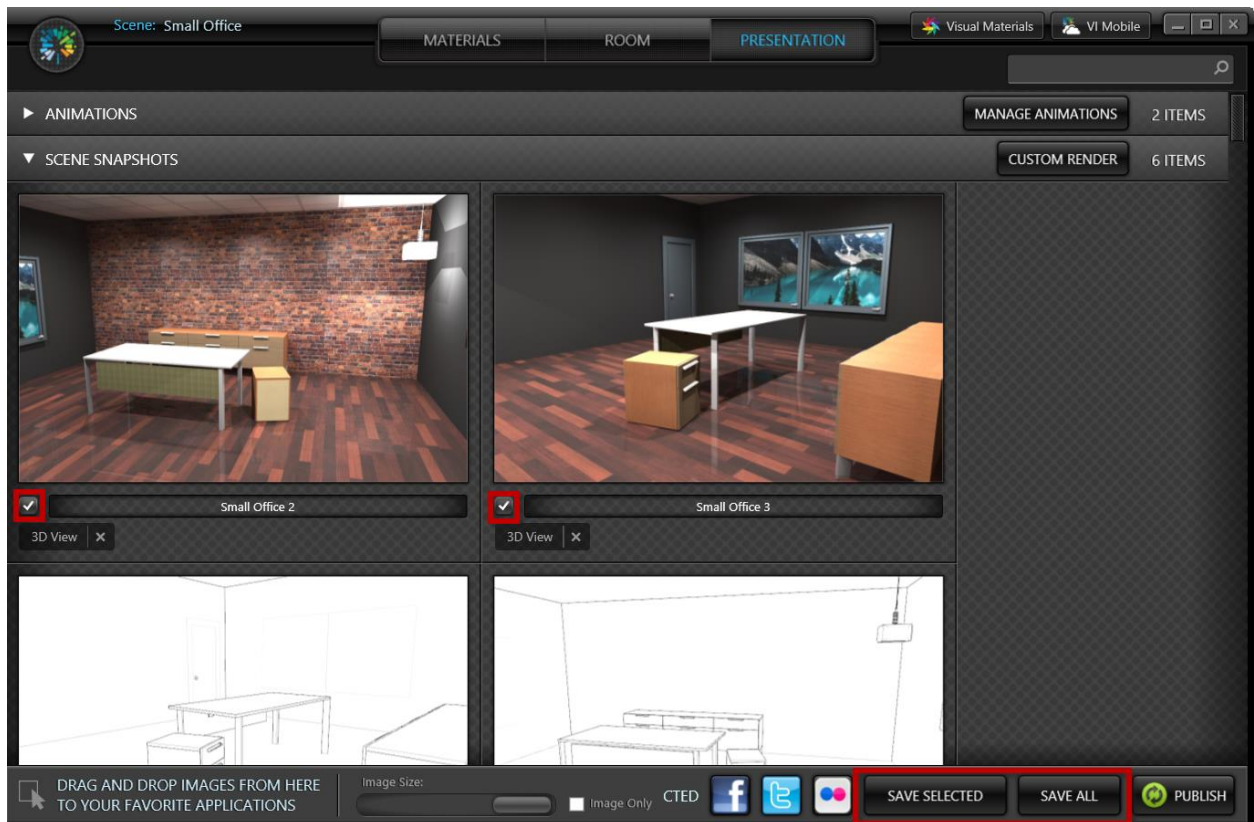 Scene: Small Office
MATERIALS
ROOM
PRESENTATION
Visual Materials
VI Mobile
ANIMATIONS
MANAGE ANIMATIONS
2 ITEMS
SCENE SNAPSHOTS
CUSTOM RENDER
6 ITEMS
Small Office 2
Small Office 3
3D View
3D View
DRAG AND DROP IMAGES FROM HERE
TO YOUR FAVORITE APPLICATIONS
Image Size:
Image Only
CTED
SAVE SELECTED
SAVE ALL
PUBLISH